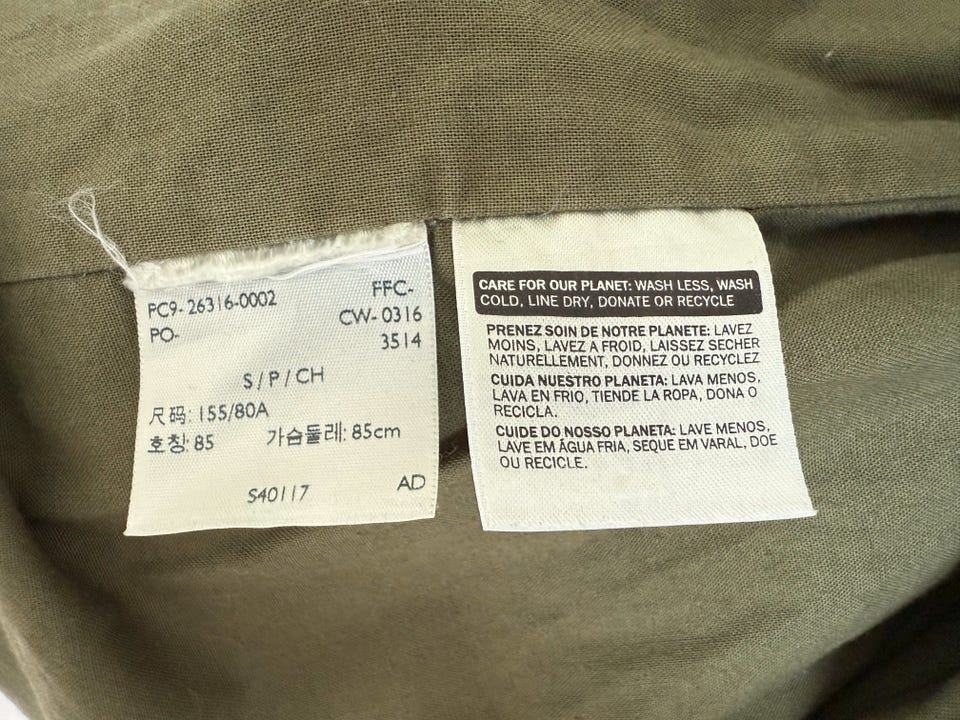 PC9-26316-0002 FFC-
PO- CW-0316
3514
S/P/CH
尺码: 155/80A
호칭: 85 가슴둘레: 85cm
S40117 AD
CARE FOR OUR PLANET: WASH LESS, WASH
COLD, LINE DRY, DONATE OR RECYCLE
PRENEZ SOIN DE NOTRE PLANETE: LAVEZ
MOINS, LAVEZ A FROID, LAISSEZ SECHER
NATURELLEMENT, DONNEZ OU RECYCLEZ
CUIDA NUESTRO PLANETA: LAVA MENOS,
LAVA EN FRIO, TIENDE LA ROPA, DONA O
RECICLA.
CUIDE DO NOSSO PLANETA: LAVE MENOS,
LAVE EM ÁGUA FRIA, SEQUE EM VARAL, DOE
OU RECICLE.